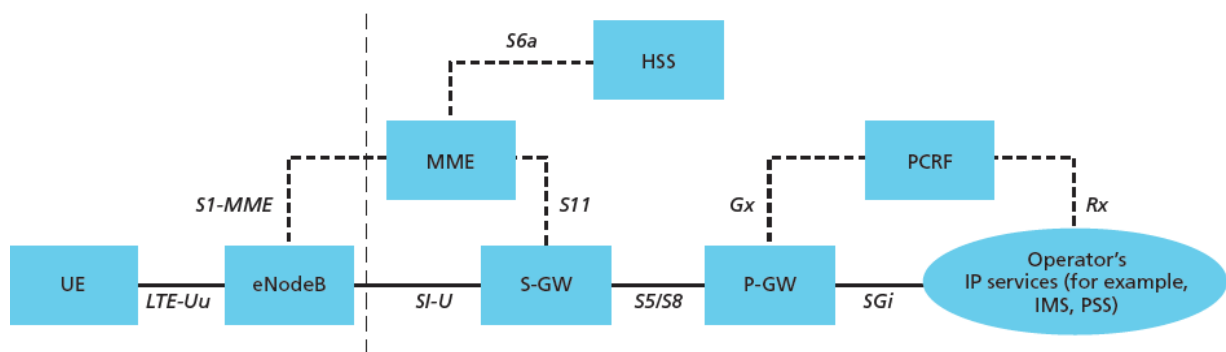 S6a
HSS
MME
PCRF
S1-MME
S11
Gx
Rx
UE
LTE-Uu
eNodeB
SI-U
S-GW
S5/S8
P-GW
SGi
Operator's
IP services (for example,
IMS, PSS)